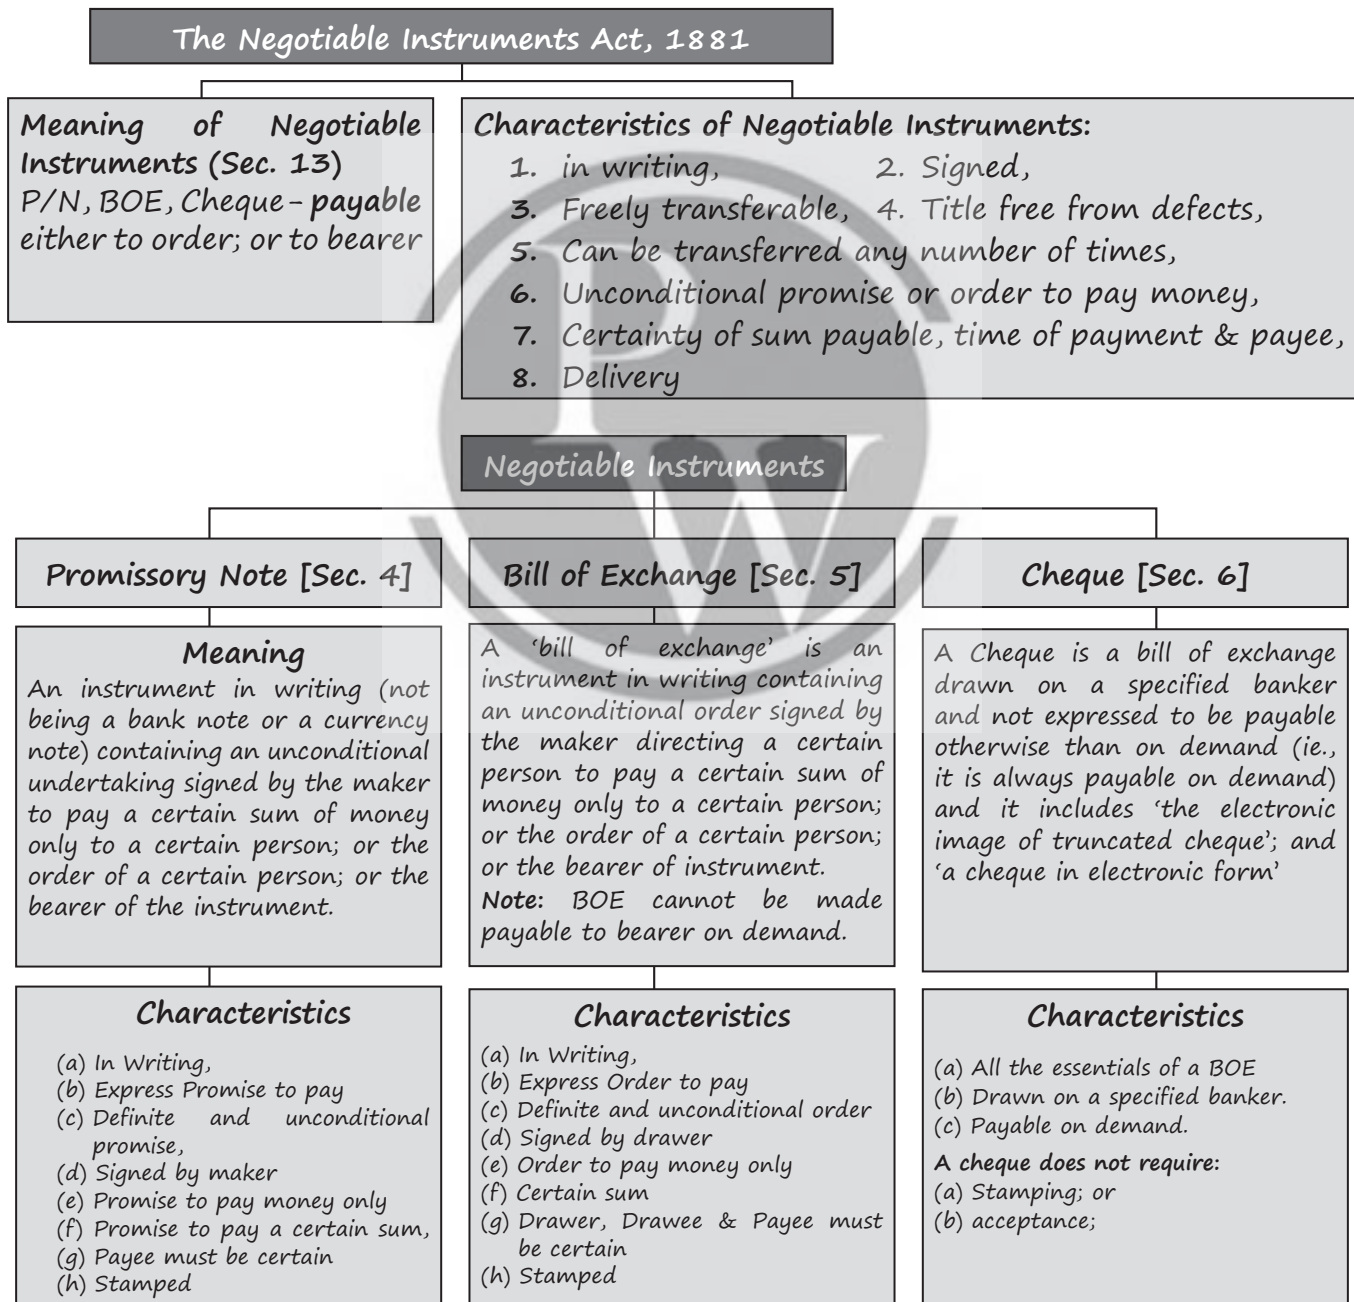 The Negotiable Instruments Act, 1881
Meaning of Negotiable
Instruments (Sec. 13)
P/N, BOE, Cheque – payable
either to order; or to bearer
Characteristics of Negotiable Instruments:
1. in writing, 2. Signed,
3. Freely transferable, 4. Title free from defects,
5. Can be transferred any number of times,
6. Unconditional promise or order to pay money,
7. Certainty of sum payable, time of payment & payee,
8. Delivery
PW
Negotiable Instruments
Promissory Note [Sec. 4]
Meaning
An instrument in writing (not
being a bank note or a currency
note) containing an unconditional
undertaking signed by the maker
to pay a certain sum of money
only to a certain person; or the
order of a certain person; or the
bearer of the instrument.
Characteristics
(a) In Writing,
(b) Express Promise to pay
(c) Definite and unconditional
promise,
(d) Signed by maker
(e) Promise to pay money only
(f) Promise to pay a certain sum,
(g) Payee must be certain
(h) Stamped
Bill of Exchange [Sec. 5]
A ‘bill of exchange’ is an
instrument in writing containing
an unconditional order signed by
the maker directing a certain
person to pay a certain sum of
money only to a certain person;
or the order of a certain person;
or the bearer of instrument.
Note: BOE cannot be made
payable to bearer on demand.
Characteristics
(a) In Writing,
(b) Express Order to pay
(c) Definite and unconditional order
(d) Signed by drawer
(e) Order to pay money only
(f) Certain sum
(g) Drawer, Drawee & Payee must
be certain
(h) Stamped
Cheque [Sec. 6]
A Cheque is a bill of exchange
drawn on a specified banker
and not expressed to be payable
otherwise than on demand (ie.,
it is always payable on demand)
and it includes ‘the electronic
image of truncated cheque’; and
‘a cheque in electronic form’
Characteristics
(a) All the essentials of a BOE
(b) Drawn on a specified banker.
(c) Payable on demand.
A cheque does not require:
(a) Stamping; or
(b) acceptance;